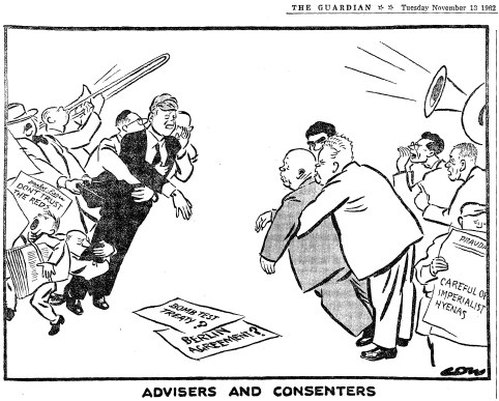 THE GUARDIAN ** Tuesday November 13 1962
DON'T TRUST
THE REDS
BOMB TEST
TREATY?
BERLIN
AGREEMENT??
PRAVDA
CAREFUL OF
IMPERIALIST
HYENAS
LOW
ADVISERS AND CONSENTERS